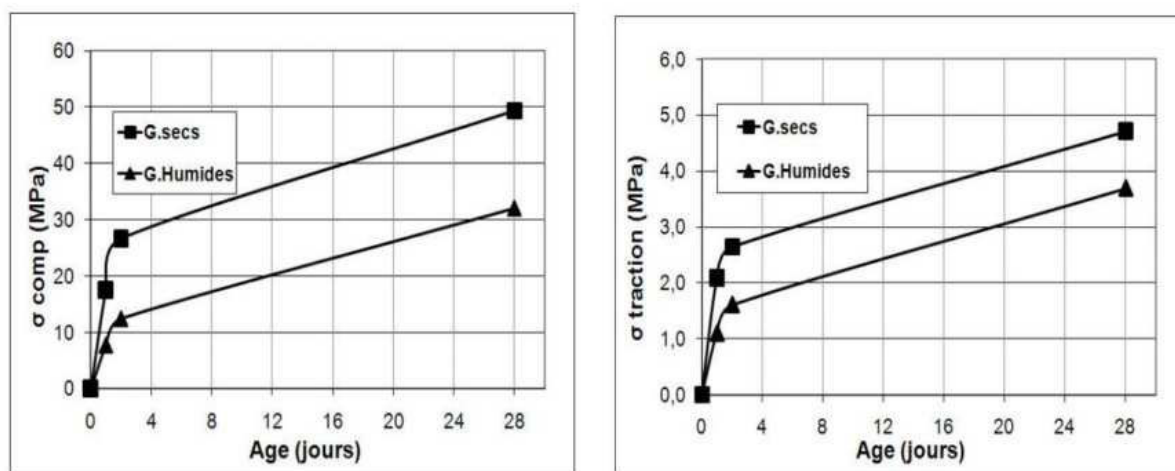 60
50
40
30
20
10
0
σ comp (MPa)
G.secs
G.Humides
0 4 8 12 16 20 24 28
Age (jours)
6,0
5,0
4,0
3,0
2,0
1,0
0,0
σ traction (MPa)
G.secs
G.Humides
0 4 8 12 16 20 24 28
Age (jours)